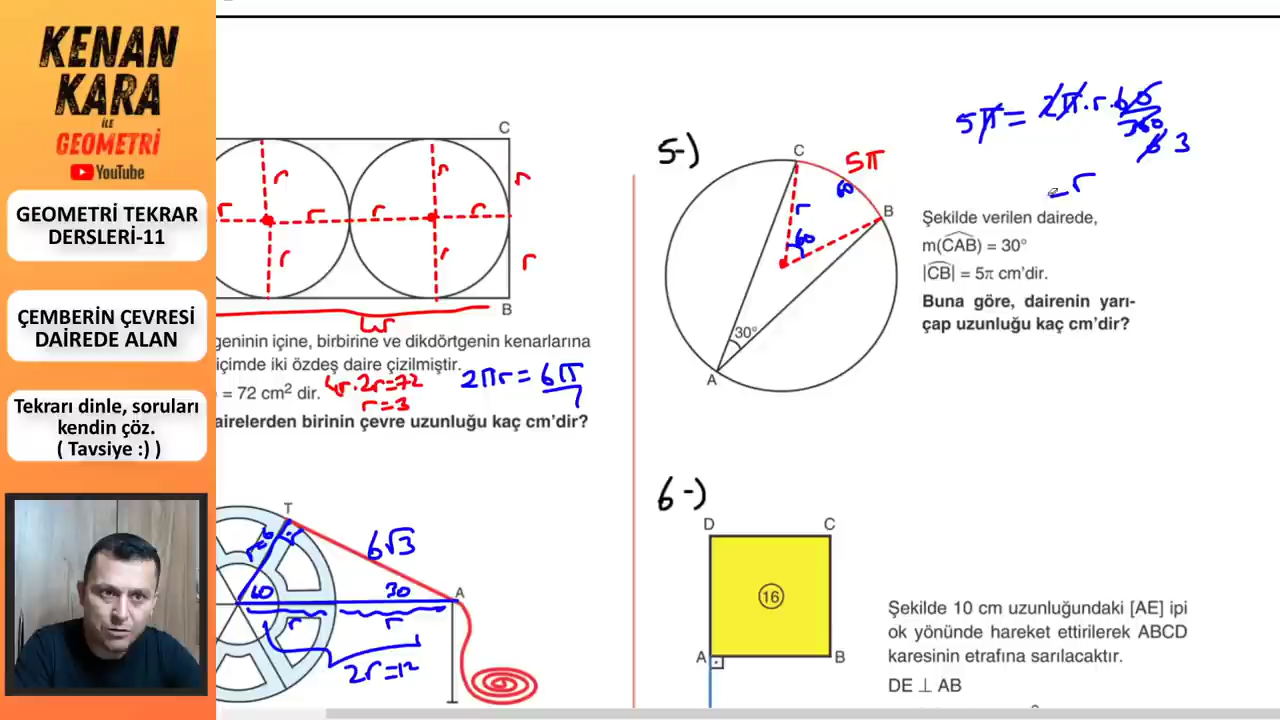 KENAN
KARA
İLE
GEOMETRİ
YouTube
GEOMETRİ TEKRAR
DERSLERİ-11
ÇEMBERİN ÇEVRESİ
DAİREDE ALAN
Tekrarı dinle, soruları
kendin çöz.
( Tavsiye :) )
C
r
r
r
r
r
r
r
r
r
r
B
4r
geninin içine, birbirine ve dikdörtgenin kenarlarına
içimde iki özdeş daire çizilmiştir.
= 72 cm² dir.
4r.2r=72
r=3
2πr = 6π
airelerden birinin çevre uzunluğu kaç cm'dir?
T
r=6
6√3
60
30
A
r
r
2r=12
5-)
C
5π
60
B
r
60
30°
A
5π = 2π.r.60
360
6 3
r
Şekilde verilen dairede,
m(CAB) = 30°
|CB| = 5π cm'dir.
Buna göre, dairenin yarı-
çap uzunluğu kaç cm'dir?
6-)
D
C
16
A
B
Şekilde 10 cm uzunluğundaki [AE] ipi
ok yönünde hareket ettirilerek ABCD
karesinin etrafına sarılacaktır.
DE ⊥ AB